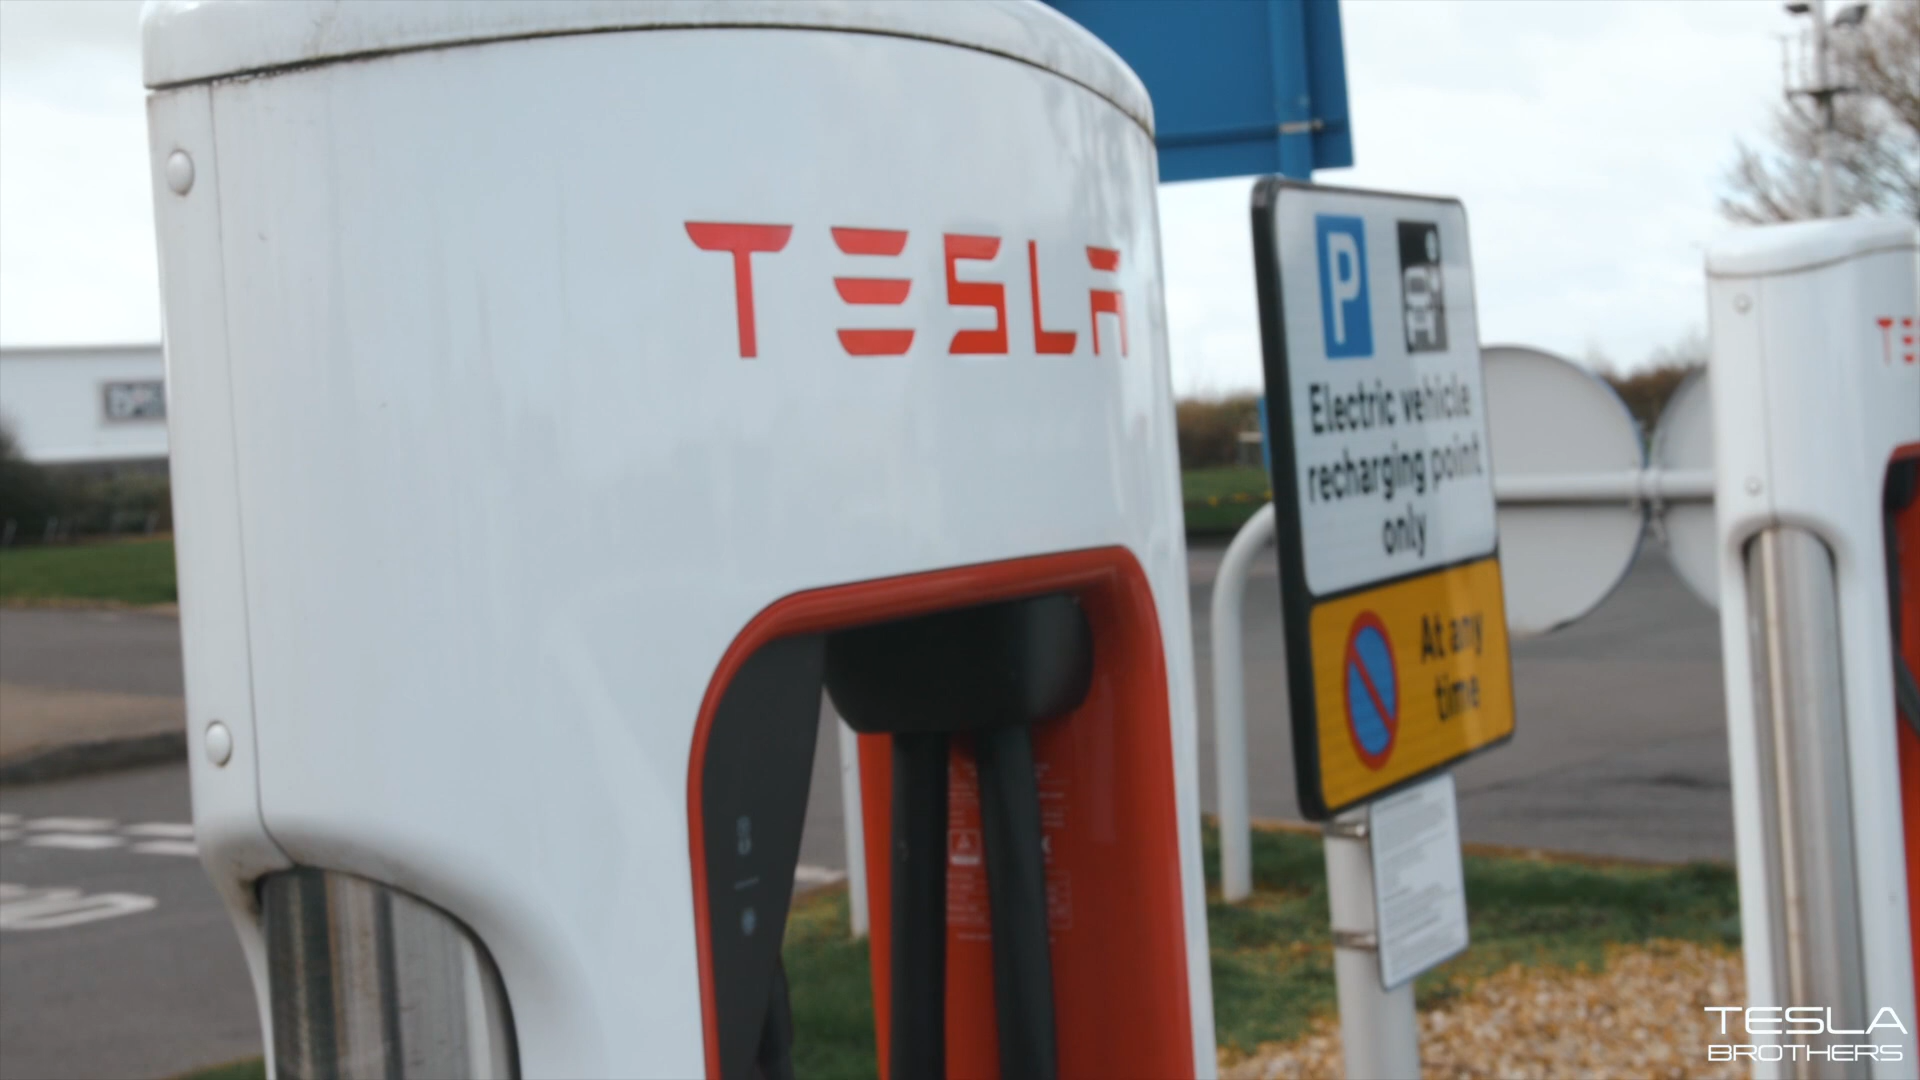 TESLA
P
Electric vehicle
recharging point
only
At any
time
TESLA
BROTHERS